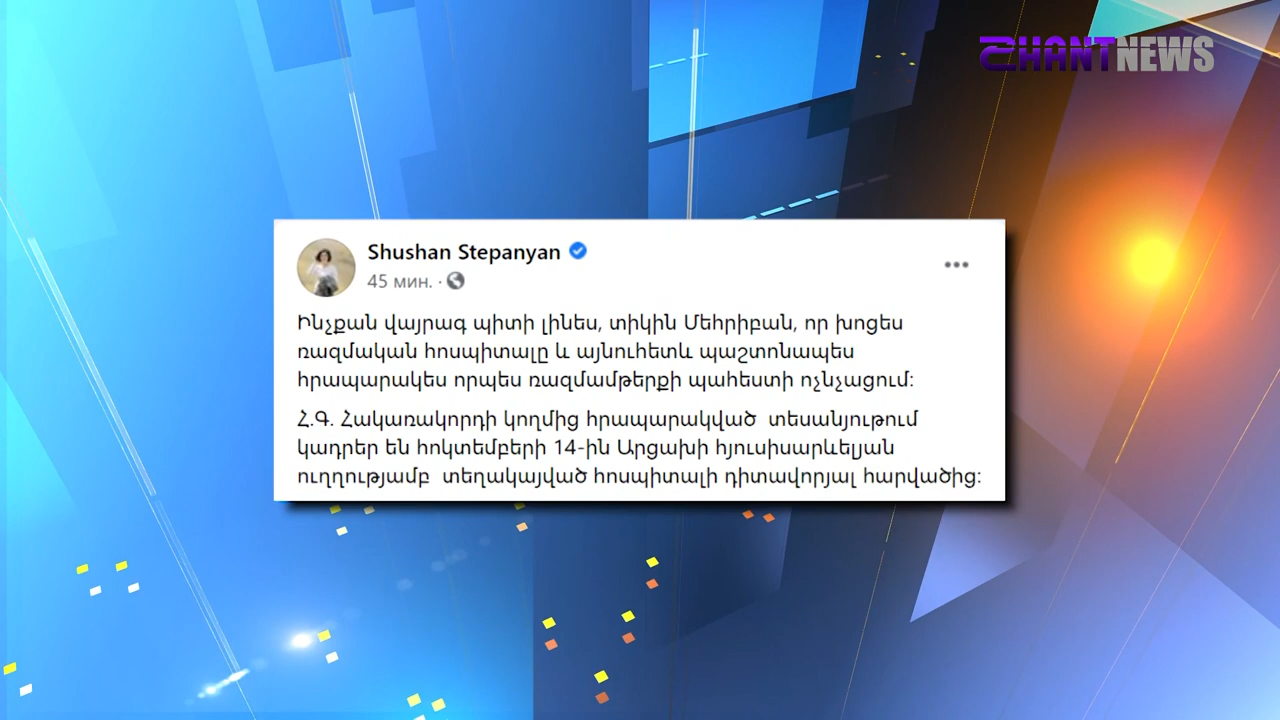 SHANTNEWS
Shushan Stepanyan
45 мин. ·
Ինչքան վայրագ պիտի լինես, տիկին Մեհրիբան, որ խոցես
ռազմական հոսպիտալը և այնուհետև պաշտոնապես
հրապարակես որպես ռազմամթերքի պահեստի ոչնչացում:
Հ.Գ. Հակառակորդի կողմից հրապարակված տեսանյութում
կադրեր են հոկտեմբերի 14-ին Արցախի հյուսիսարևելյան
ուղղությամբ տեղակայված հոսպիտալի դիտավորյալ հարվածից: